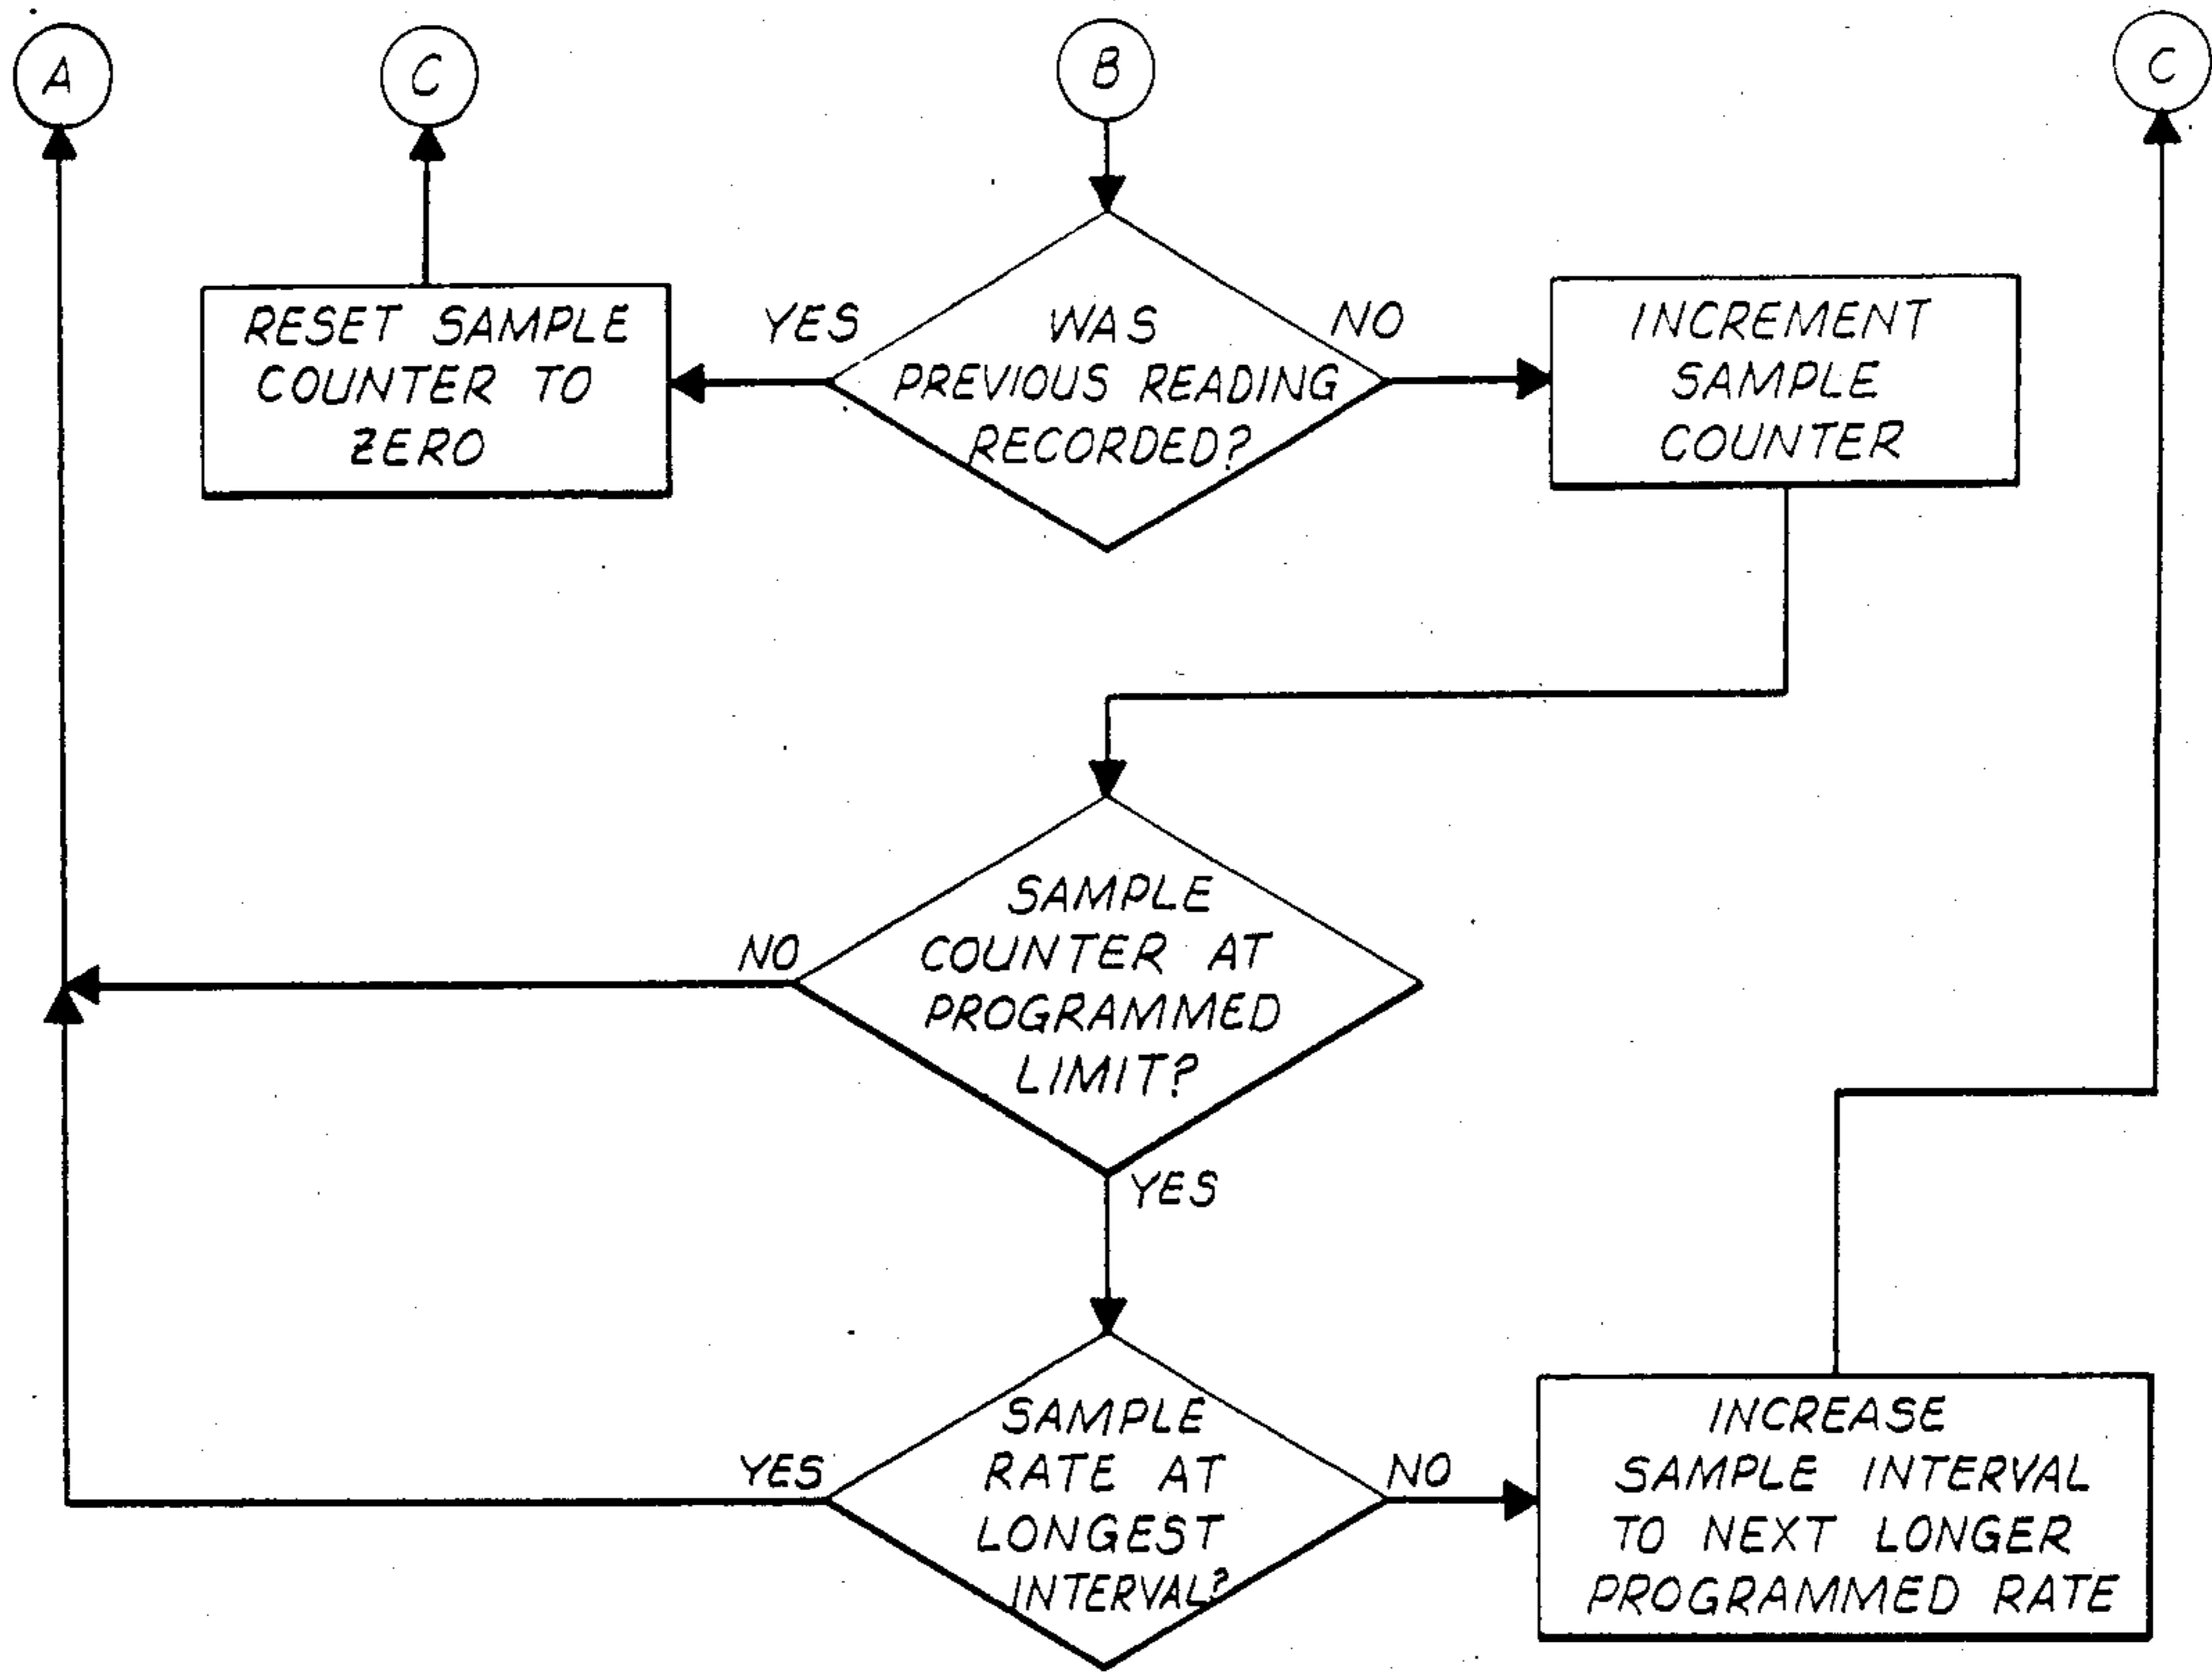 A
C
B
C
RESET SAMPLE
COUNTER TO
ZERO
YES
WAS
PREVIOUS READING
RECORDED?
NO
INCREMENT
SAMPLE
COUNTER
SAMPLE
COUNTER AT
PROGRAMMED
LIMIT?
NO
YES
SAMPLE
RATE AT
LONGEST
INTERVAL?
YES
NO
INCREASE
SAMPLE INTERVAL
TO NEXT LONGER
PROGRAMMED RATE